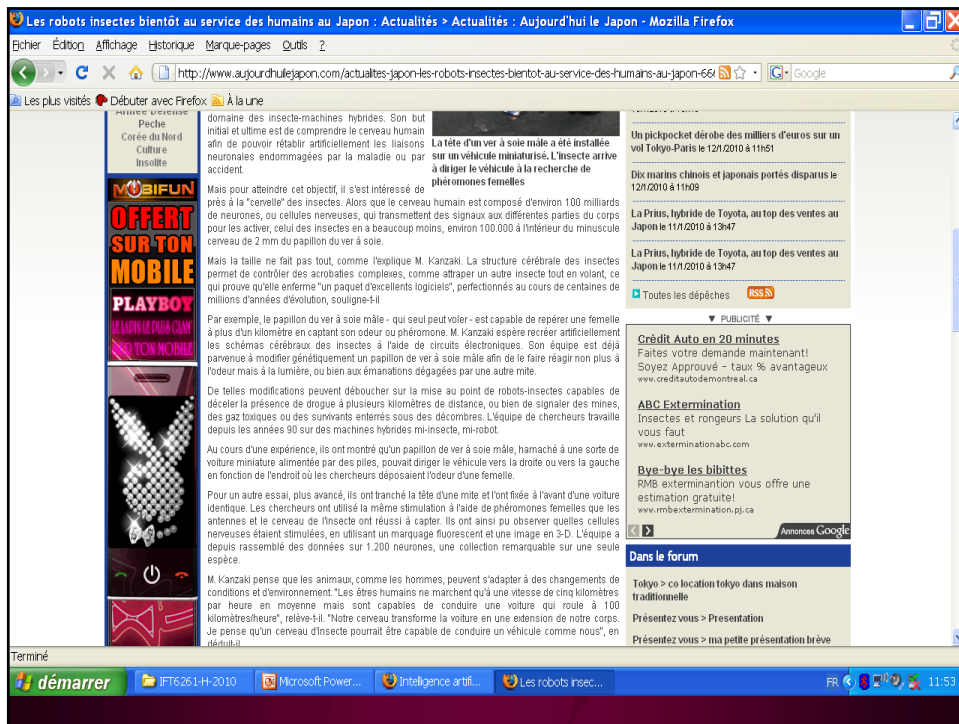 Les robots insectes bientôt au service des humains au Japon : Actualités > Actualités : Aujourd'hui le Japon - Mozilla Firefox
Fichier Édition Affichage Historique Marque-pages Outils ?
http://www.aujourdhuilejapon.com/actualites-japon-les-robots-insectes-bientot-au-service-des-humains-au-japon-66
Google
Les plus visités Débuter avec Firefox À la une
Armée Défense
Peche
Corée du Nord
Culture
Insolite
MOBIFUN
OFFERT
SUR TON
MOBILE
PLAYBOY
LE LAPIN LE PLUS GLAM'
SUR TON MOBILE
domaine des insecte-machines hybrides. Son but
initial et ultime est de comprendre le cerveau humain
afin de pouvoir rétablir artificiellement les liaisons
neuronales endommagées par la maladie ou par
accident.
La tête d'un ver à soie mâle a été installée
sur un véhicule miniaturisé. L'insecte arrive
à diriger le véhicule à la recherche de
phéromones femelles
Mais pour atteindre cet objectif, il s'est intéressé de
près à la "cervelle" des insectes. Alors que le cerveau humain est composé d'environ 100 milliards
de neurones, ou cellules nerveuses, qui transmettent des signaux aux différentes parties du corps
pour les activer, celui des insectes en a beaucoup moins, environ 100.000 à l'intérieur du minuscule
cerveau de 2 mm du papillon du ver à soie.
Mais la taille ne fait pas tout, comme l'explique M. Kanzaki. La structure cérébrale des insectes
permet de contrôler des acrobaties complexes, comme attraper un autre insecte tout en volant, ce
qui prouve qu'elle enferme "un paquet d'excellents logiciels", perfectionnés au cours de centaines de
millions d'années d'évolution, souligne-t-il
Par exemple, le papillon du ver à soie mâle - qui seul peut voler - est capable de repérer une femelle
à plus d'un kilomètre en captant son odeur ou phéromone. M. Kanzaki espère recréer artificiellement
les schémas cérébraux des insectes à l'aide de circuits électroniques. Son équipe est déjà
parvenue à modifier génétiquement un papillon de ver à soie mâle afin de le faire réagir non plus à
l'odeur mais à la lumière, ou bien aux émanations dégagées par une autre mite.
De telles modifications peuvent déboucher sur la mise au point de robots-insectes capables de
déceler la présence de drogue à plusieurs kilomètres de distance, ou bien de signaler des mines,
des gaz toxiques ou des survivants enterrés sous des décombres. L'équipe de chercheurs travaille
depuis les années 90 sur des machines hybrides mi-insecte, mi-robot.
Au cours d'une expérience, ils ont montré qu'un papillon de ver à soie mâle, harnaché à une sorte de
voiture miniature alimentée par des piles, pouvait diriger le véhicule vers la droite ou vers la gauche
en fonction de l'endroit où les chercheurs déposaient l'odeur d'une femelle.
Pour un autre essai, plus avancé, ils ont tranché la tête d'une mite et l'ont fixée à l'avant d'une voiture
identique. Les chercheurs ont utilisé la même stimulation à l'aide de phéromones femelles que les
antennes et le cerveau de l'insecte ont réussi à capter. Ils ont ainsi pu observer quelles cellules
nerveuses étaient stimulées, en utilisant un marquage fluorescent et une image en 3-D. L'équipe a
depuis rassemblé des données sur 1.200 neurones, une collection remarquable sur une seule
espèce.
M. Kanzaki pense que les animaux, comme les hommes, peuvent s'adapter à des changements de
conditions et d'environnement. "Les êtres humains ne marchent qu'à une vitesse de cinq kilomètres
par heure en moyenne mais sont capables de conduire une voiture qui roule à 100
kilomètres/heure", relève-t-il. "Notre cerveau transforme la voiture en une extension de notre corps.
Je pense qu'un cerveau d'insecte pourrait être capable de conduire un véhicule comme nous", en
déduit-il.
Un pickpocket dérobe des milliers d'euros sur un
vol Tokyo-Paris le 12/1/2010 à 11h51
Dix marins chinois et japonais portés disparus le
12/1/2010 à 11h09
La Prius, hybride de Toyota, au top des ventes au
Japon le 11/1/2010 à 13h47
La Prius, hybride de Toyota, au top des ventes au
Japon le 11/1/2010 à 13h47
Toutes les dépêches RSS
▼ PUBLICITÉ ▼
Crédit Auto en 20 minutes
Faites votre demande maintenant!
Soyez Approuvé - taux % avantageux
www.creditautodemontreal.ca
ABC Extermination
Insectes et rongeurs La solution qu'il
vous faut
www.exterminationabc.com
Bye-bye les bibittes
RMB exterminantion vous offre une
estimation gratuite!
www.rmbextermination.pj.ca
Annonces Google
Dans le forum
Tokyo > co location tokyo dans maison
traditionnelle
Présentez vous > Presentation
Présentez vous > ma petite présentation brève
Terminé
démarrer IFT6261-H-2010 Microsoft Power... Intelligence artifi... Les robots insec... FR 11:53